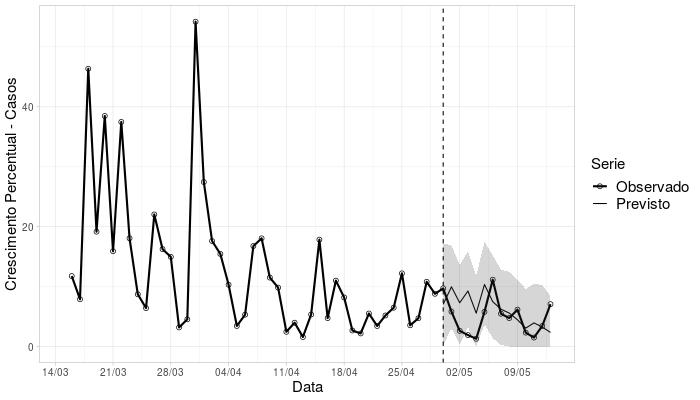 Crescimento Percentual - Casos
40
20
0
14/03 21/03 28/03 04/04 11/04 18/04 25/04 02/05 09/05
Data
Serie
Observado
Previsto